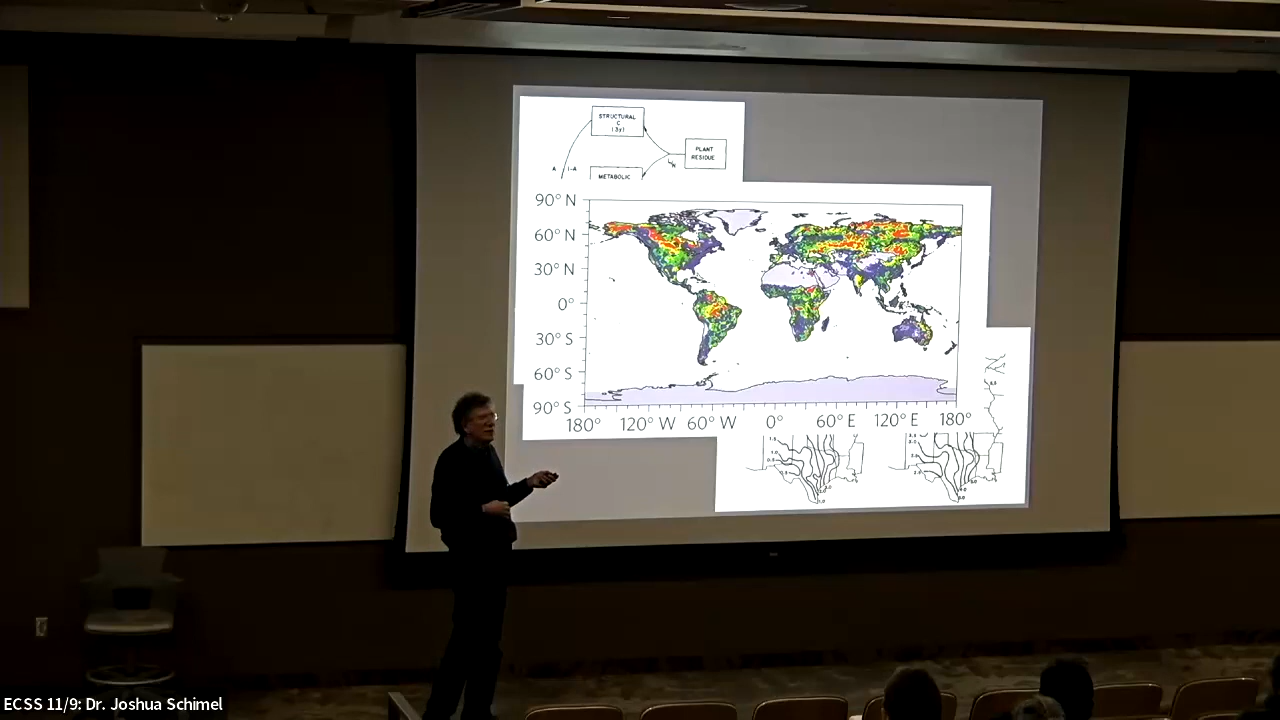 STRUCTURAL
C
(3y)
PLANT
RESIDUE
A 1-A
L/N
METABOLIC
90° N
60° N
30° N
0°
30° S
60° S
90° S
180° 120° W 60° W 0° 60° E 120° E 180°
ECSS 11/9: Dr. Joshua Schimel